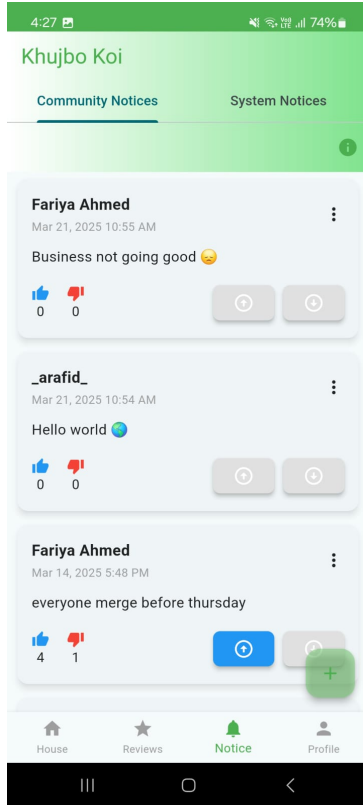 4:27 74%
Khujbo Koi
Community Notices System Notices
Fariya Ahmed
Mar 21, 2025 10:55 AM
Business not going good 😞
0 0
_arafid_
Mar 21, 2025 10:54 AM
Hello world 🌎
0 0
Fariya Ahmed
Mar 14, 2025 5:48 PM
everyone merge before thursday
4 1
+
House Reviews Notice Profile